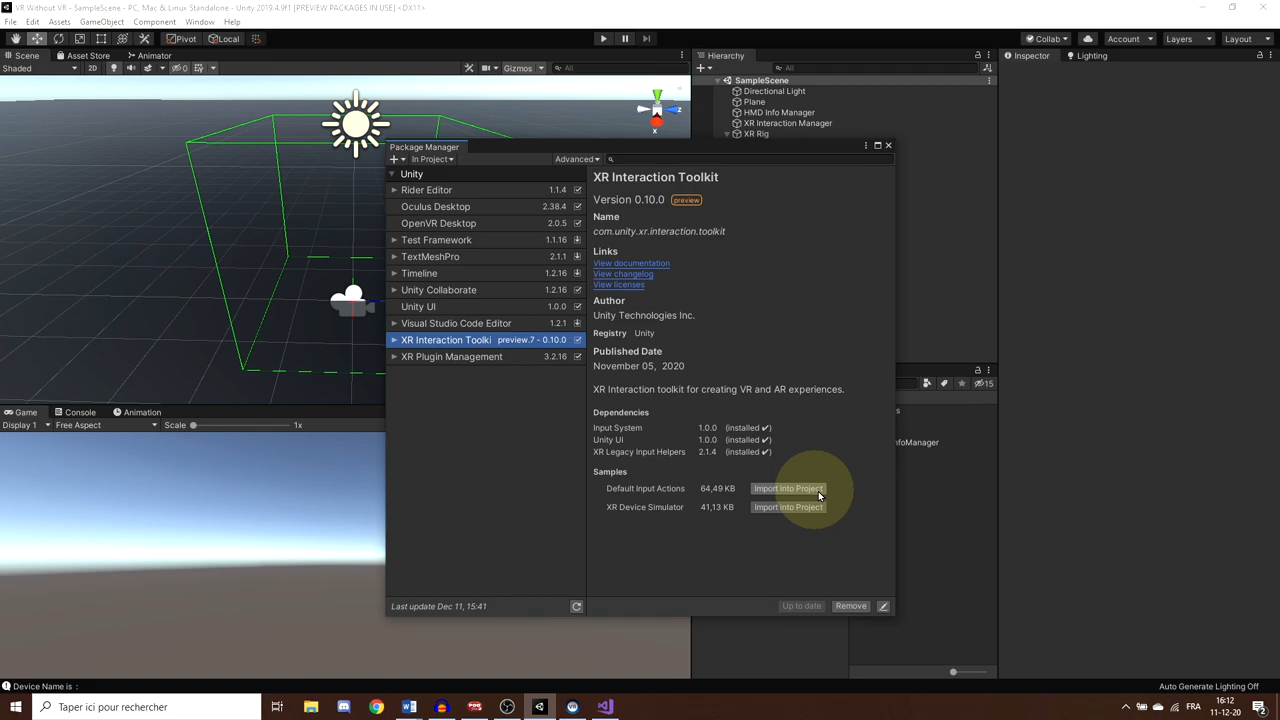 VR Without VR - SampleScene - PC, Mac & Linux Standalone - Unity 2019.4.9f1 [PREVIEW PACKAGES IN USE] <DX11>
File Edit Assets GameObject Component Window Help
Pivot Local Collab Account Layers Layout
Scene Asset Store Animator
Shaded 2D 0 Gizmos All
Hierarchy
All
SampleScene
Directional Light
Plane
HMD Info Manager
XR Interaction Manager
XR Rig
Inspector Lighting
x
z
Package Manager
In Project Advanced
Unity
Rider Editor 1.1.4
Oculus Desktop 2.38.4
OpenVR Desktop 2.0.5
Test Framework 1.1.16
TextMeshPro 2.1.1
Timeline 1.2.16
Unity Collaborate 1.2.16
Unity UI 1.0.0
Visual Studio Code Editor 1.2.1
XR Interaction Toolki preview.7 - 0.10.0
XR Plugin Management 3.2.16
Last update Dec 11, 15:41
XR Interaction Toolkit
Version 0.10.0 preview
Name
com.unity.xr.interaction.toolkit
Links
View documentation
View changelog
View licenses
Author
Unity Technologies Inc.
Registry Unity
Published Date
November 05, 2020
XR Interaction toolkit for creating VR and AR experiences.
Dependencies
Input System 1.0.0 (installed ✔)
Unity UI 1.0.0 (installed ✔)
XR Legacy Input Helpers 2.1.4 (installed ✔)
Samples
Default Input Actions 64,49 KB Import into Project
XR Device Simulator 41,13 KB Import into Project
Up to date Remove
15
s
nfoManager
Game Console Animation
Display 1 Free Aspect Scale 1x
Device Name is :
Auto Generate Lighting Off
Taper ici pour rechercher
FRA
16:12
11-12-20
2